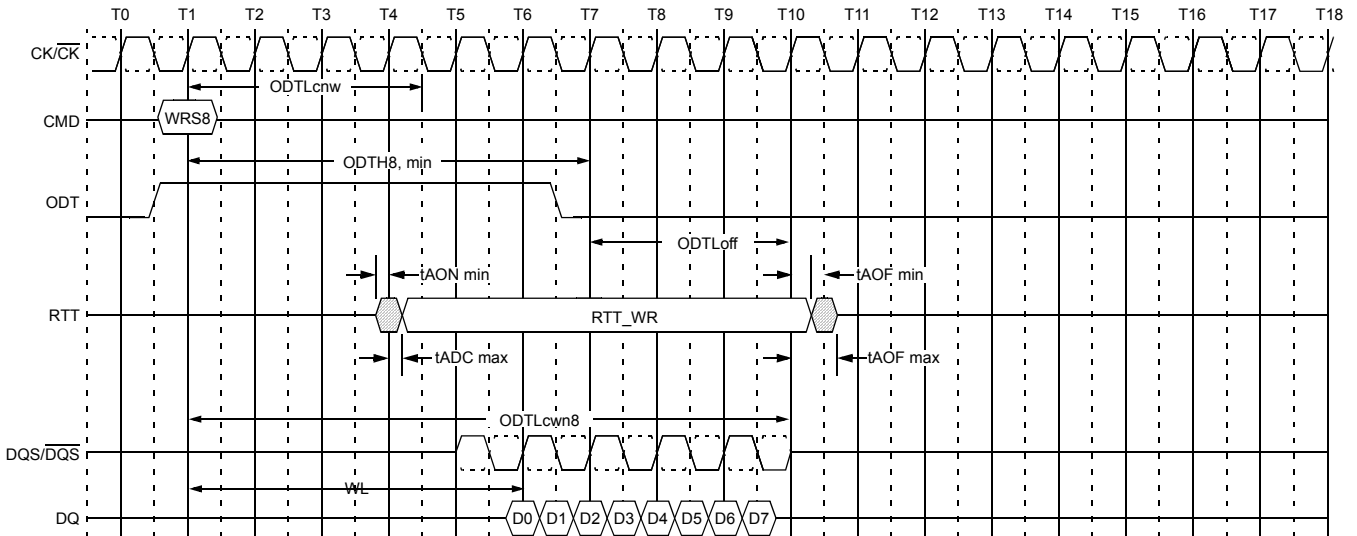 T0 T1 T2 T3 T4 T5 T6 T7 T8 T9 T10 T11 T12 T13 T14 T15 T16 T17 T18
CK/CK
ODTLcnw
CMD WRS8
ODTH8, min
ODT
ODTLoff
tAON min tAOF min
RTT RTT_WR
tADC max tAOF max
ODTLcwn8
DQS/DQS
WL
DQ D0 D1 D2 D3 D4 D5 D6 D7